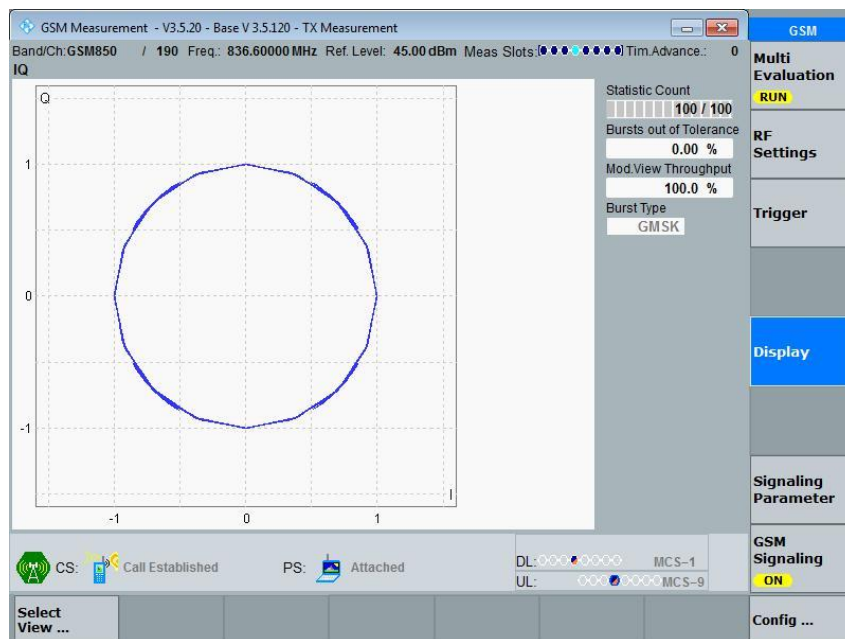 GSM Measurement - V3.5.20 - Base V 3.5.120 - TX Measurement
GSM
Band/Ch: GSM850 / 190 Freq.: 836.60000 MHz Ref. Level: 45.00 dBm Meas Slots: Tim.Advance.: 0
IQ
Multi
Evaluation
RUN
Q
Statistic Count
100 / 100
Bursts out of Tolerance
0.00 %
Mod.View Throughput
100.0 %
Burst Type
GMSK
RF
Settings
Trigger
Display
1
0
-1
I
-1 0 1
Signaling
Parameter
GSM
Signaling
ON
CS: Call Established PS: Attached
DL: MCS-1
UL: MCS-9
Select
View ...
Config ...